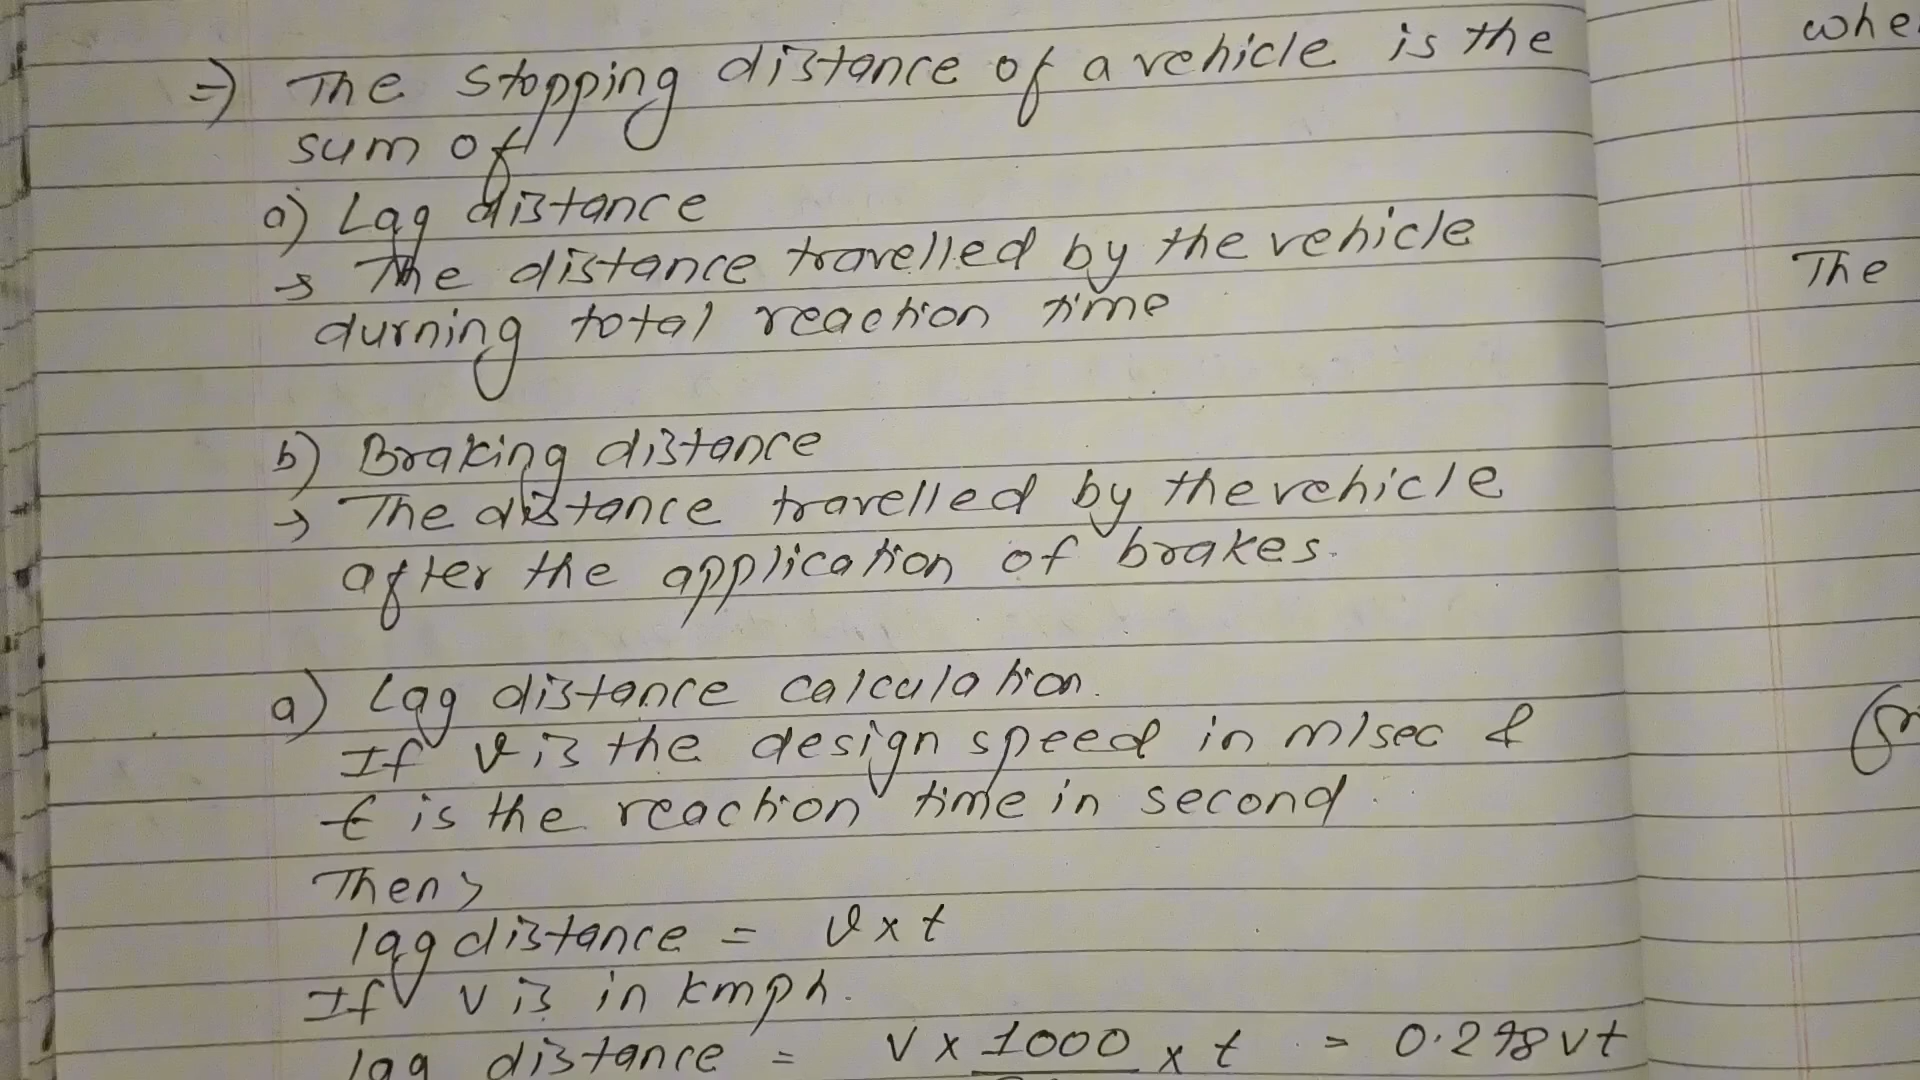 =) The stopping distance of a vehicle is the
sum of
a) Lag distance
→ The distance travelled by the vehicle
durning total reaction time
b) Braking distance
→ The distance travelled by the vehicle
after the application of brakes.
a) Lag distance calculation.
If v is the design speed in m/sec &
t is the reaction time in second.
Then,
lag distance = v x t
If v is in kmph.
lag distance = V x 1000 x t = 0.278 vt
The